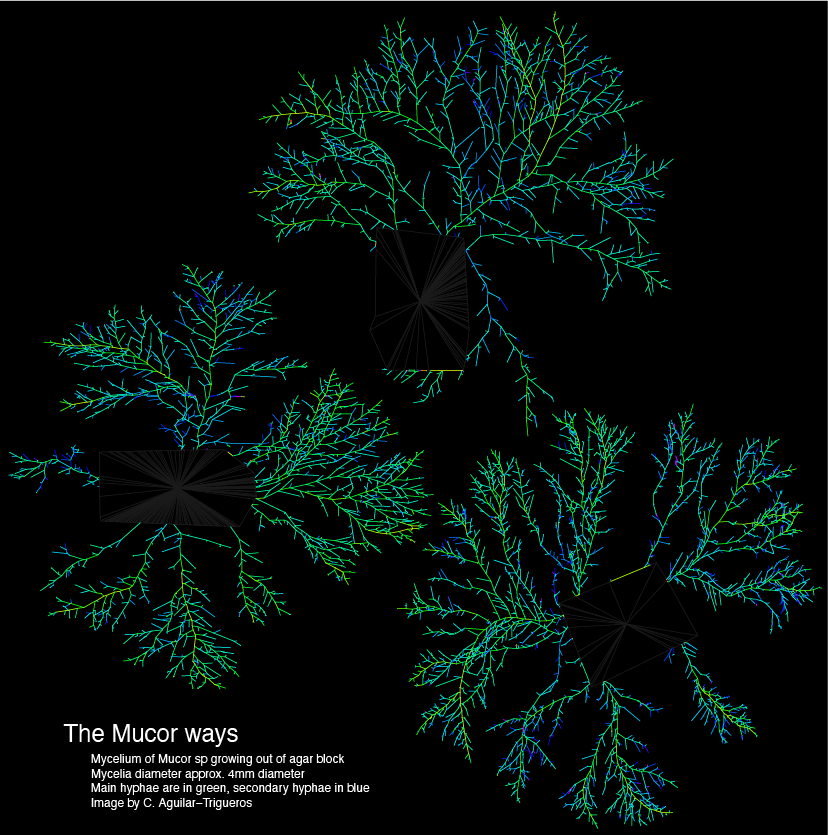 The Mucor ways
Mycelium of Mucor sp growing out of agar block
Mycelia diameter approx. 4mm diameter
Main hyphae are in green, secondary hyphae in blue
Image by C. Aguilar–Trigueros